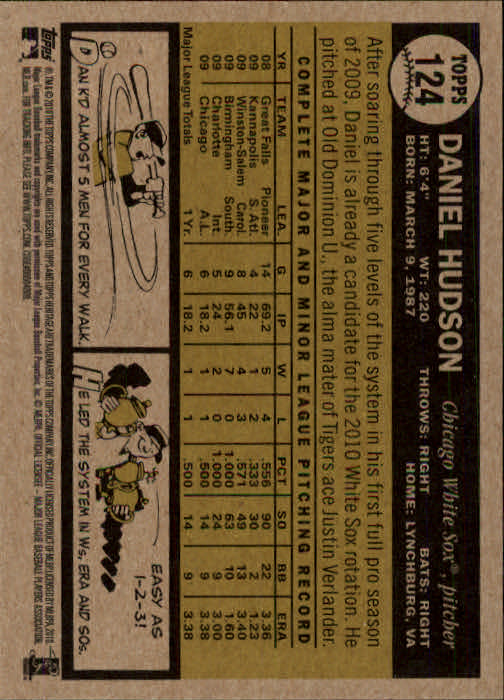 TOPPS
124
DANIEL HUDSON
Chicago White Sox®, pitcher
HT: 6'4" WT: 220 THROWS: RIGHT BATS: RIGHT
BORN: MARCH 9, 1987 HOME: LYNCHBURG, VA
After soaring through five levels of the system in his first full pro season
of 2009, Daniel is already a candidate for the 2010 White Sox rotation. He
pitched at Old Dominion U., the alma mater of Tigers ace Justin Verlander.
COMPLETE MAJOR AND MINOR LEAGUE PITCHING RECORD
YR TEAM LEA. G IP W L PCT SO BB ERA
08 Great Falls Pioneer 14 69.2 5 4 .556 90 22 3.36
09 Kannapolis S. Atl. 4 22 1 2 .333 30 1.23
09 Winston-Salem Carol. 8 45 4 3 .571 49 13 3.40
09 Birmingham South. 9 56.1 7 0 1.000 63 10 1.60
09 Charlotte Int. 5 24 2 0 1.000 24 9 3.00
09 Chicago A.L. 6 18.2 1 1 .500 14 9 3.38
Major League Totals 1 Yr. 6 18.2 1 1 .500 14 9 3.38
DAN K'D ALMOST 5 MEN FOR EVERY WALK.
EASY AS
1-2-3!
HE LED THE SYSTEM IN Ws, ERA AND SOs.
TOPPS